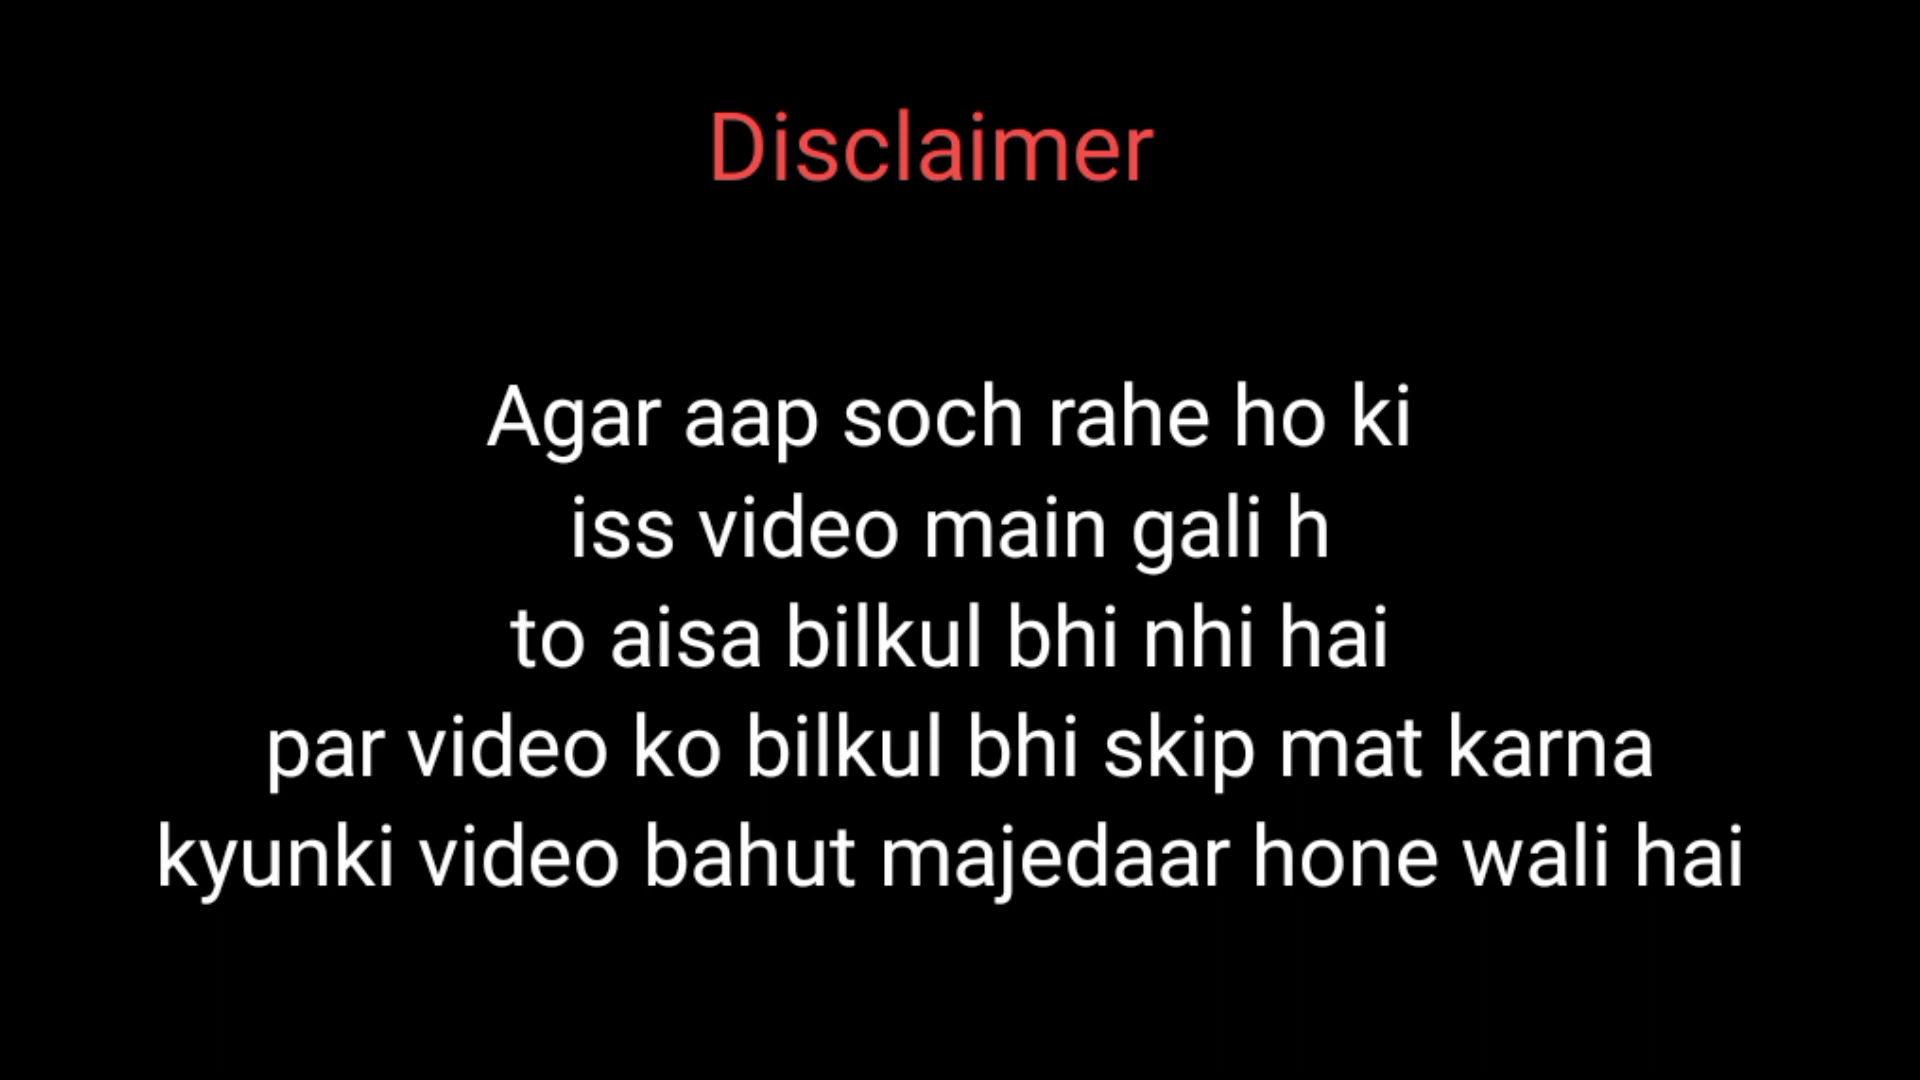 Disclaimer
Agar aap soch rahe ho ki
iss video main gali h
to aisa bilkul bhi nhi hai
par video ko bilkul bhi skip mat karna
kyunki video bahut majedaar hone wali hai